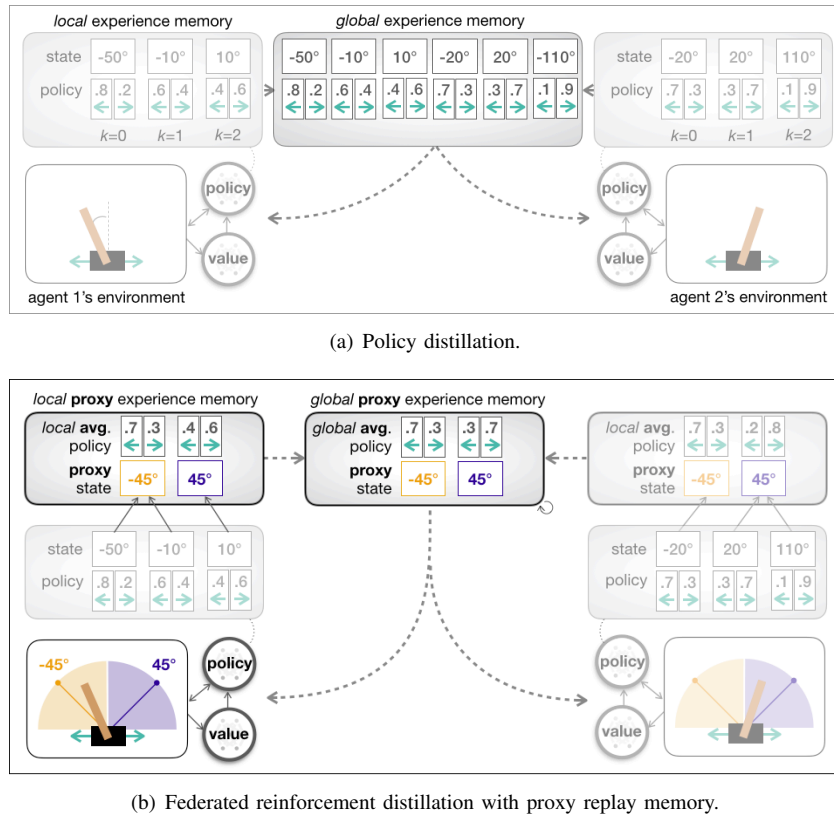 local experience memory
global experience memory
state -50° -10° 10°
policy .8 .2 .6 .4 .4 .6
k=0 k=1 k=2
-50° -10° 10° -20° 20° -110°
.8 .2 .6 .4 .4 .6 .7 .3 .3 .7 .1 .9
state -20° 20° 110°
policy .7 .3 .3 .7 .1 .9
k=0 k=1 k=2
policy
value
agent 1's environment
policy
value
agent 2's environment
(a) Policy distillation.
local proxy experience memory
global proxy experience memory
local avg. .7 .3 .4 .6
policy
proxy -45° 45°
state
global avg. .7 .3 .3 .7
policy
proxy -45° 45°
state
local avg. .7 .3 .2 .8
policy
proxy -45° 45°
state
state -50° -10° 10°
policy .8 .2 .6 .4 .4 .6
state -20° 20° 110°
policy .7 .3 .3 .7 .1 .9
-45° 45°
policy
value
policy
value
(b) Federated reinforcement distillation with proxy replay memory.